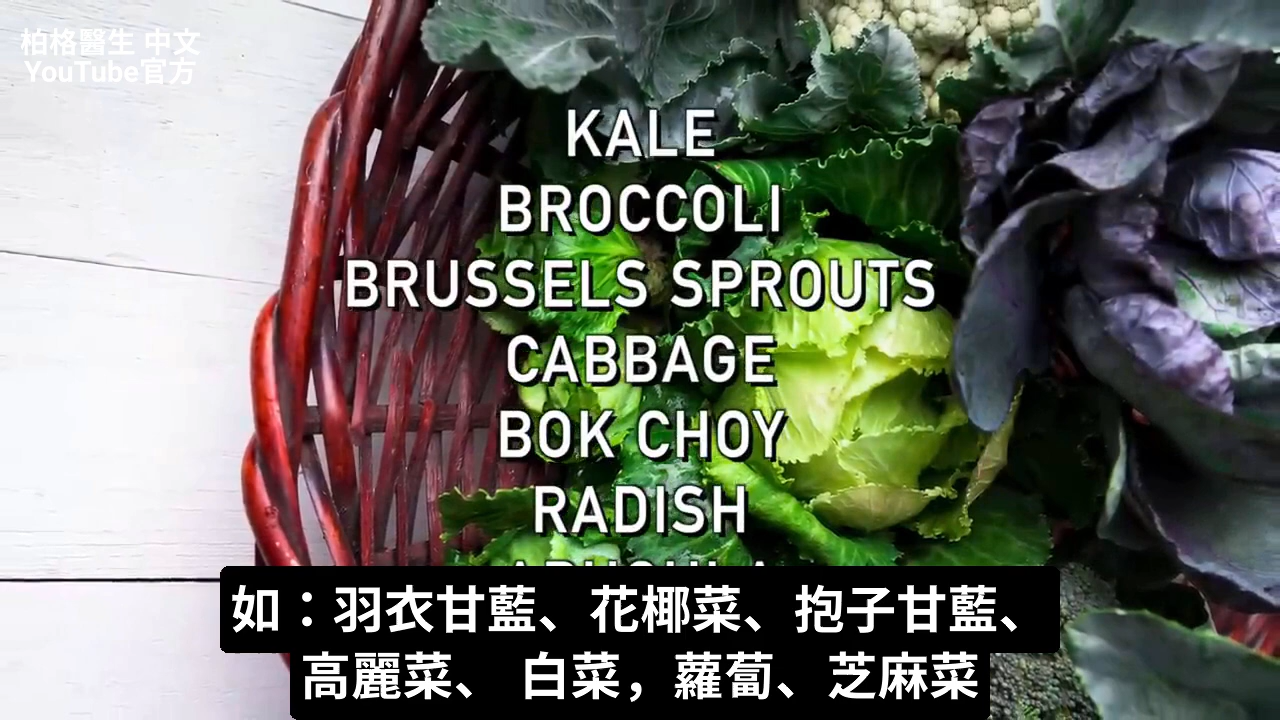 柏格醫生 中文
YouTube官方
KALE
BROCCOLI
BRUSSELS SPROUTS
CABBAGE
BOK CHOY
RADISH
如：羽衣甘藍、花椰菜、抱子甘藍、
高麗菜、 白菜，蘿蔔、芝麻菜